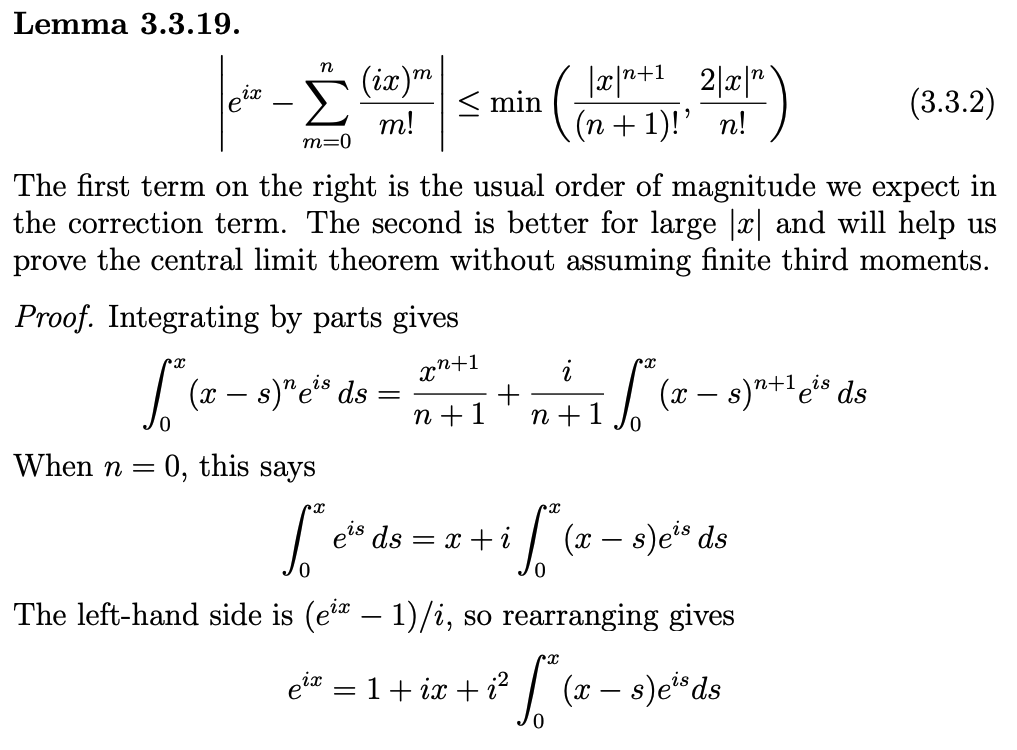 Lemma 3.3.19.
$$\left| e^{ix} - \sum_{m=0}^{n} \frac{(ix)^m}{m!} \right| \le \min \left( \frac{|x|^{n+1}}{(n+1)!}, \frac{2|x|^n}{n!} \right) \quad (3.3.2)$$
The first term on the right is the usual order of magnitude we expect in
the correction term. The second is better for large $|x|$ and will help us
prove the central limit theorem without assuming finite third moments.
Proof. Integrating by parts gives
$$\int_0^x (x-s)^n e^{is} \, ds = \frac{x^{n+1}}{n+1} + \frac{i}{n+1} \int_0^x (x-s)^{n+1} e^{is} \, ds$$
When $n = 0$, this says
$$\int_0^x e^{is} \, ds = x + i \int_0^x (x-s) e^{is} \, ds$$
The left-hand side is $(e^{ix} - 1)/i$, so rearranging gives
$$e^{ix} = 1 + ix + i^2 \int_0^x (x-s) e^{is} ds$$